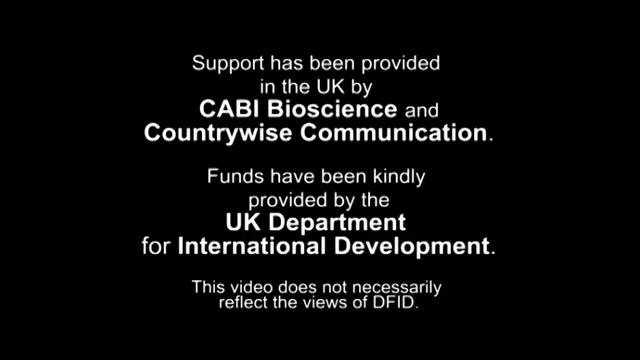 Support has been provided
in the UK by
CABI Bioscience and
Countrywise Communication.
Funds have been kindly
provided by the
UK Department
for International Development.
This video does not necessarily
reflect the views of DFID.